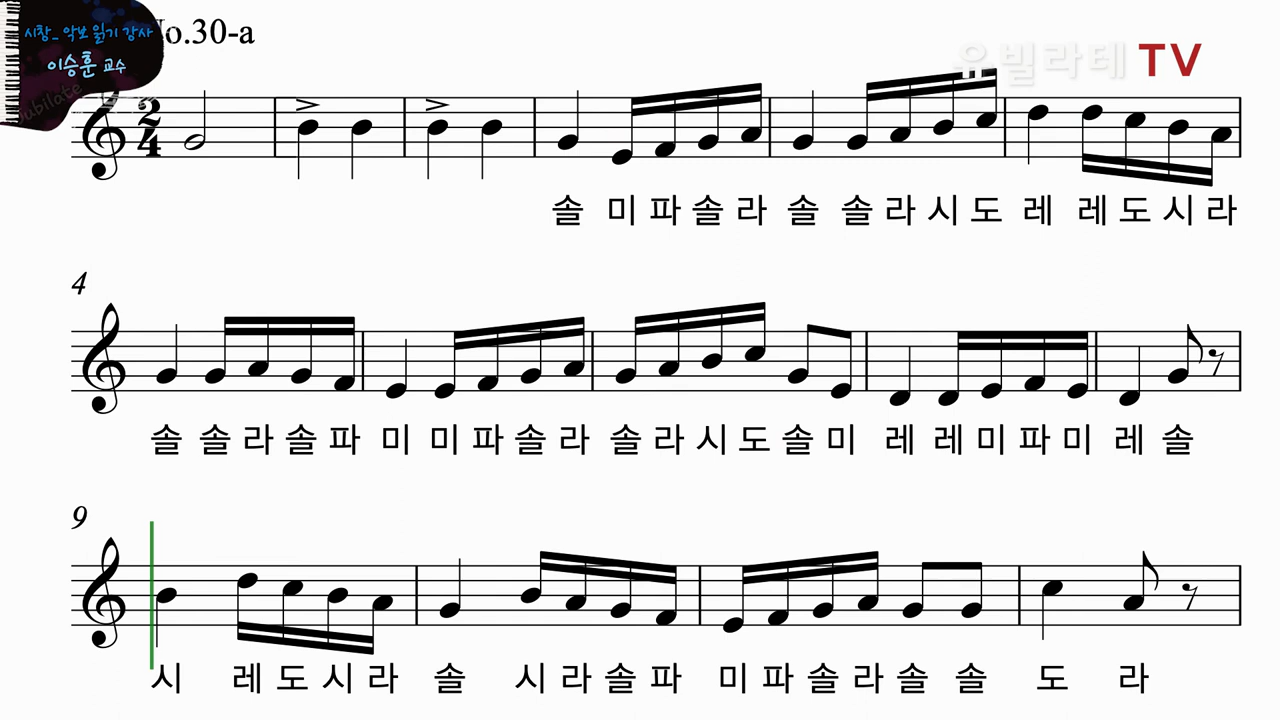 시창_ 악보 읽기 강사
이승훈 교수
Jubilate
No.30-a
유빌라테 TV
2
4
솔 미 파 솔 라 솔 솔 라 시 도 레 레 도 시 라
4
솔 솔 라 솔 파 미 미 파 솔 라 솔 라 시 도 솔 미 레 레 미 파 미 레 솔
9
시 레 도 시 라 솔 시 라 솔 파 미 파 솔 라 솔 솔 도 라